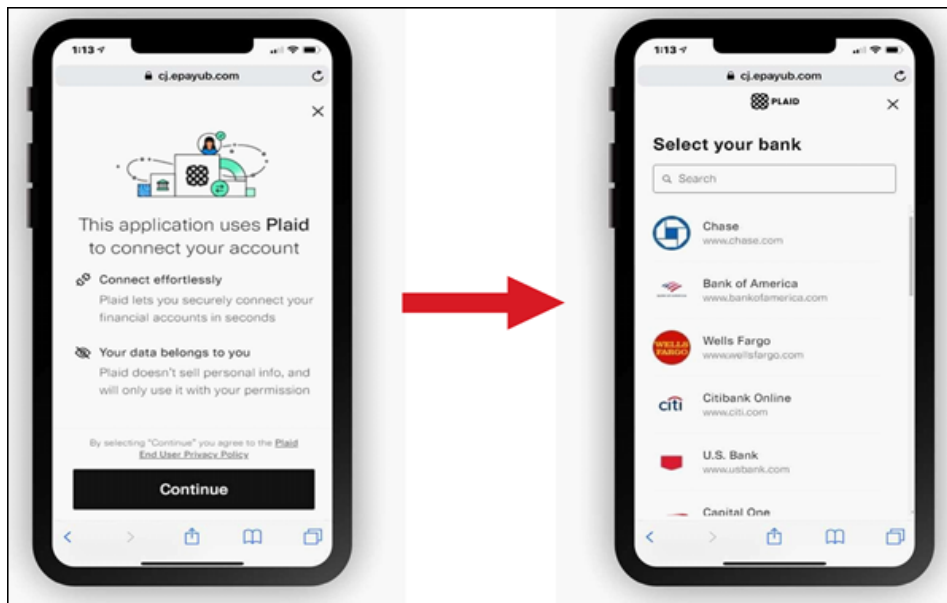 1:13
cj.epayub.com
This application uses Plaid
to connect your account
Connect effortlessly
Plaid lets you securely connect your
financial accounts in seconds
Your data belongs to you
Plaid doesn't sell personal info, and
will only use it with your permission
By selecting "Continue" you agree to the Plaid
End User Privacy Policy
Continue
1:13
cj.epayub.com
PLAID
Select your bank
Search
Chase
www.chase.com
Bank of America
www.bankofamerica.com
WELLS
FARGO
Wells Fargo
www.wellsfargo.com
citi
Citibank Online
www.citi.com
U.S. Bank
www.usbank.com
Capital One